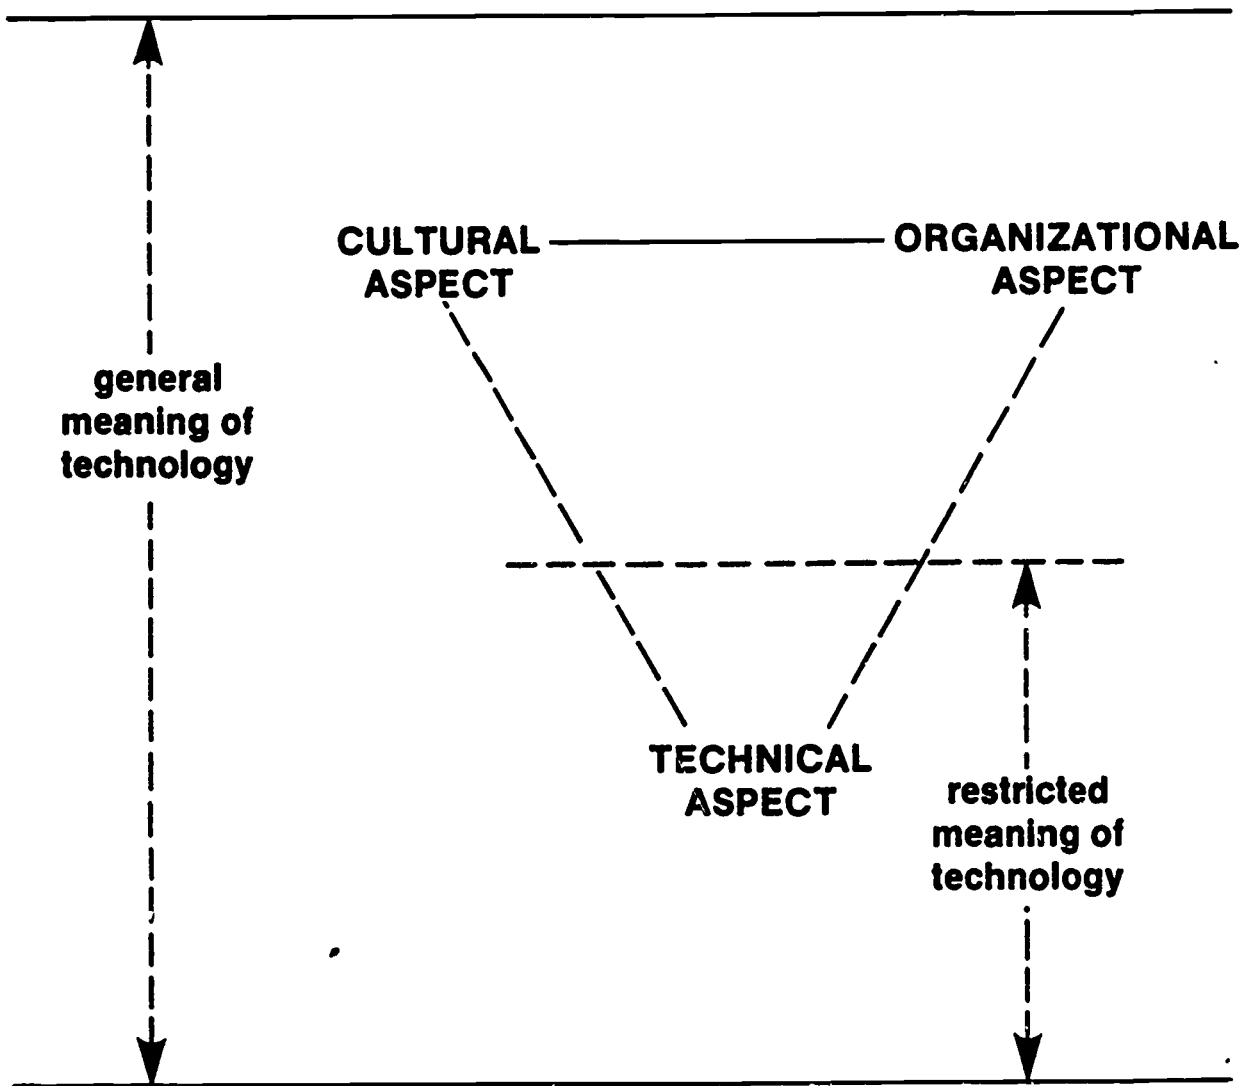 CULTURAL
ASPECT
ORGANIZATIONAL
ASPECT
general
meaning of
technology
TECHNICAL
ASPECT
restricted
meaning of
technology